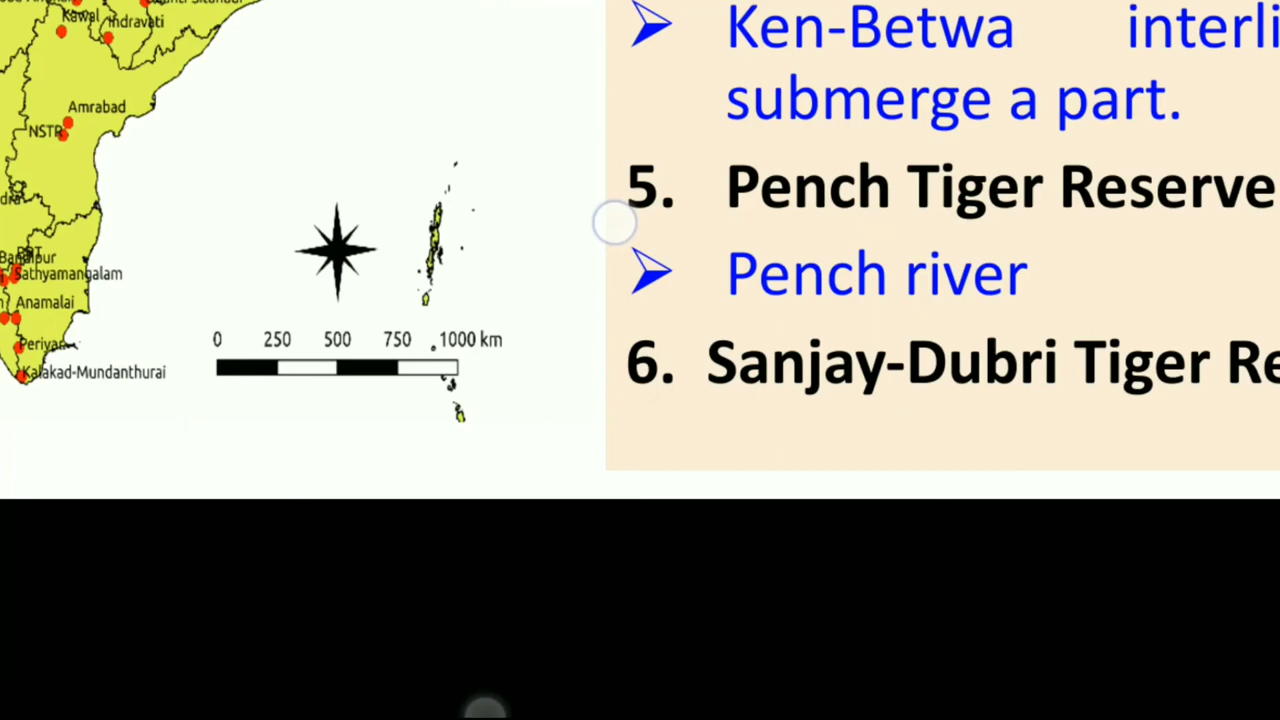 Kawal
Indravati
Amrabad
NSTR
Bandipur
Sathyamangalam
Anamalai
Periyar
Kalakad-Mundanthurai
0 250 500 750 1000 km
Ken-Betwa interli
submerge a part.
5. Pench Tiger Reserve
Pench river
6. Sanjay-Dubri Tiger Re